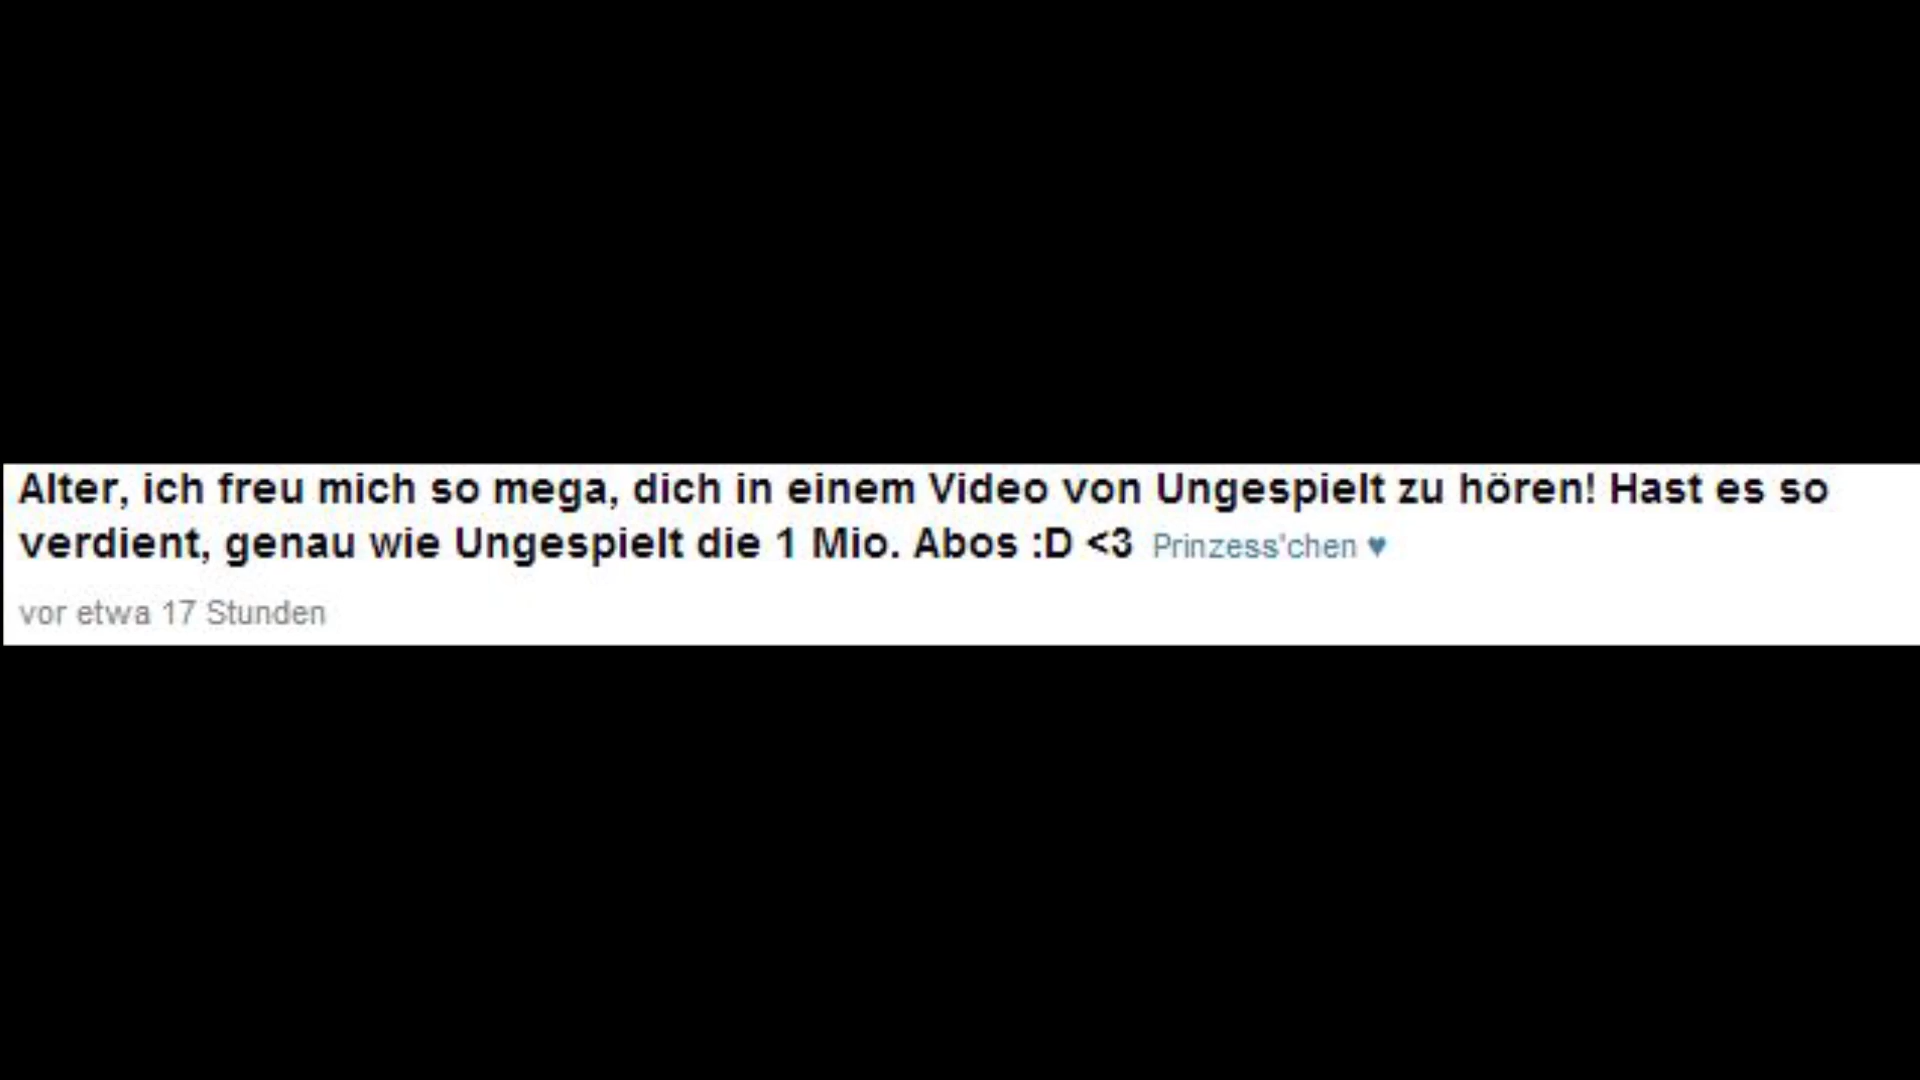 Alter, ich freu mich so mega, dich in einem Video von Ungespielt zu hören! Hast es so
verdient, genau wie Ungespielt die 1 Mio. Abos :D <3 Prinzess'chen ♥
vor etwa 17 Stunden